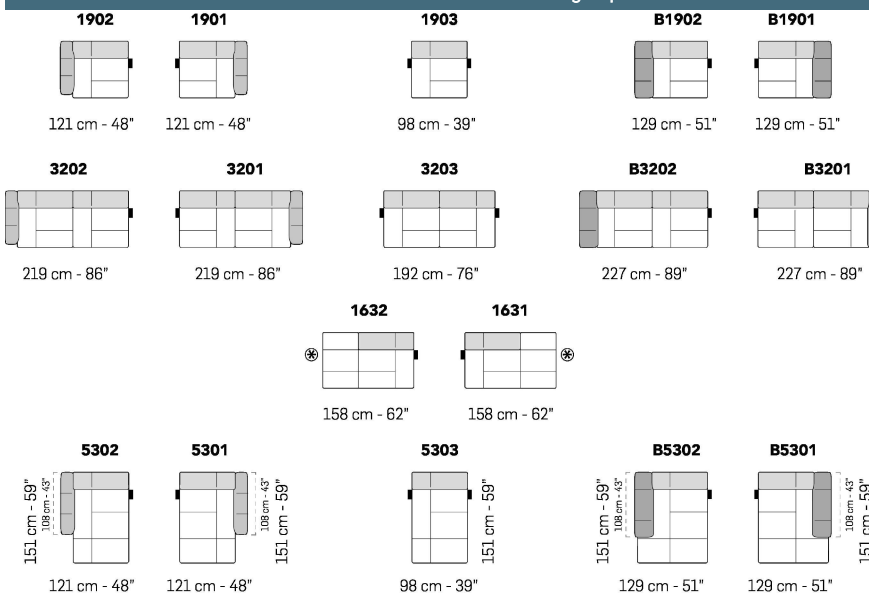 1902 1901 1903 B1902 B1901
121 cm - 48" 121 cm - 48" 98 cm - 39" 129 cm - 51" 129 cm - 51"
3202 3201 3203 B3202 B3201
219 cm - 86" 219 cm - 86" 192 cm - 76" 227 cm - 89" 227 cm - 89"
1632 1631
158 cm - 62" 158 cm - 62"
5302 5301 5303 B5302 B5301
151 cm - 59" 108 cm - 43" 108 cm - 43" 151 cm - 59" 151 cm - 59" 151 cm - 59" 108 cm - 43" 108 cm - 43" 151 cm - 59"
121 cm - 48" 121 cm - 48" 98 cm - 39" 129 cm - 51" 129 cm - 51"